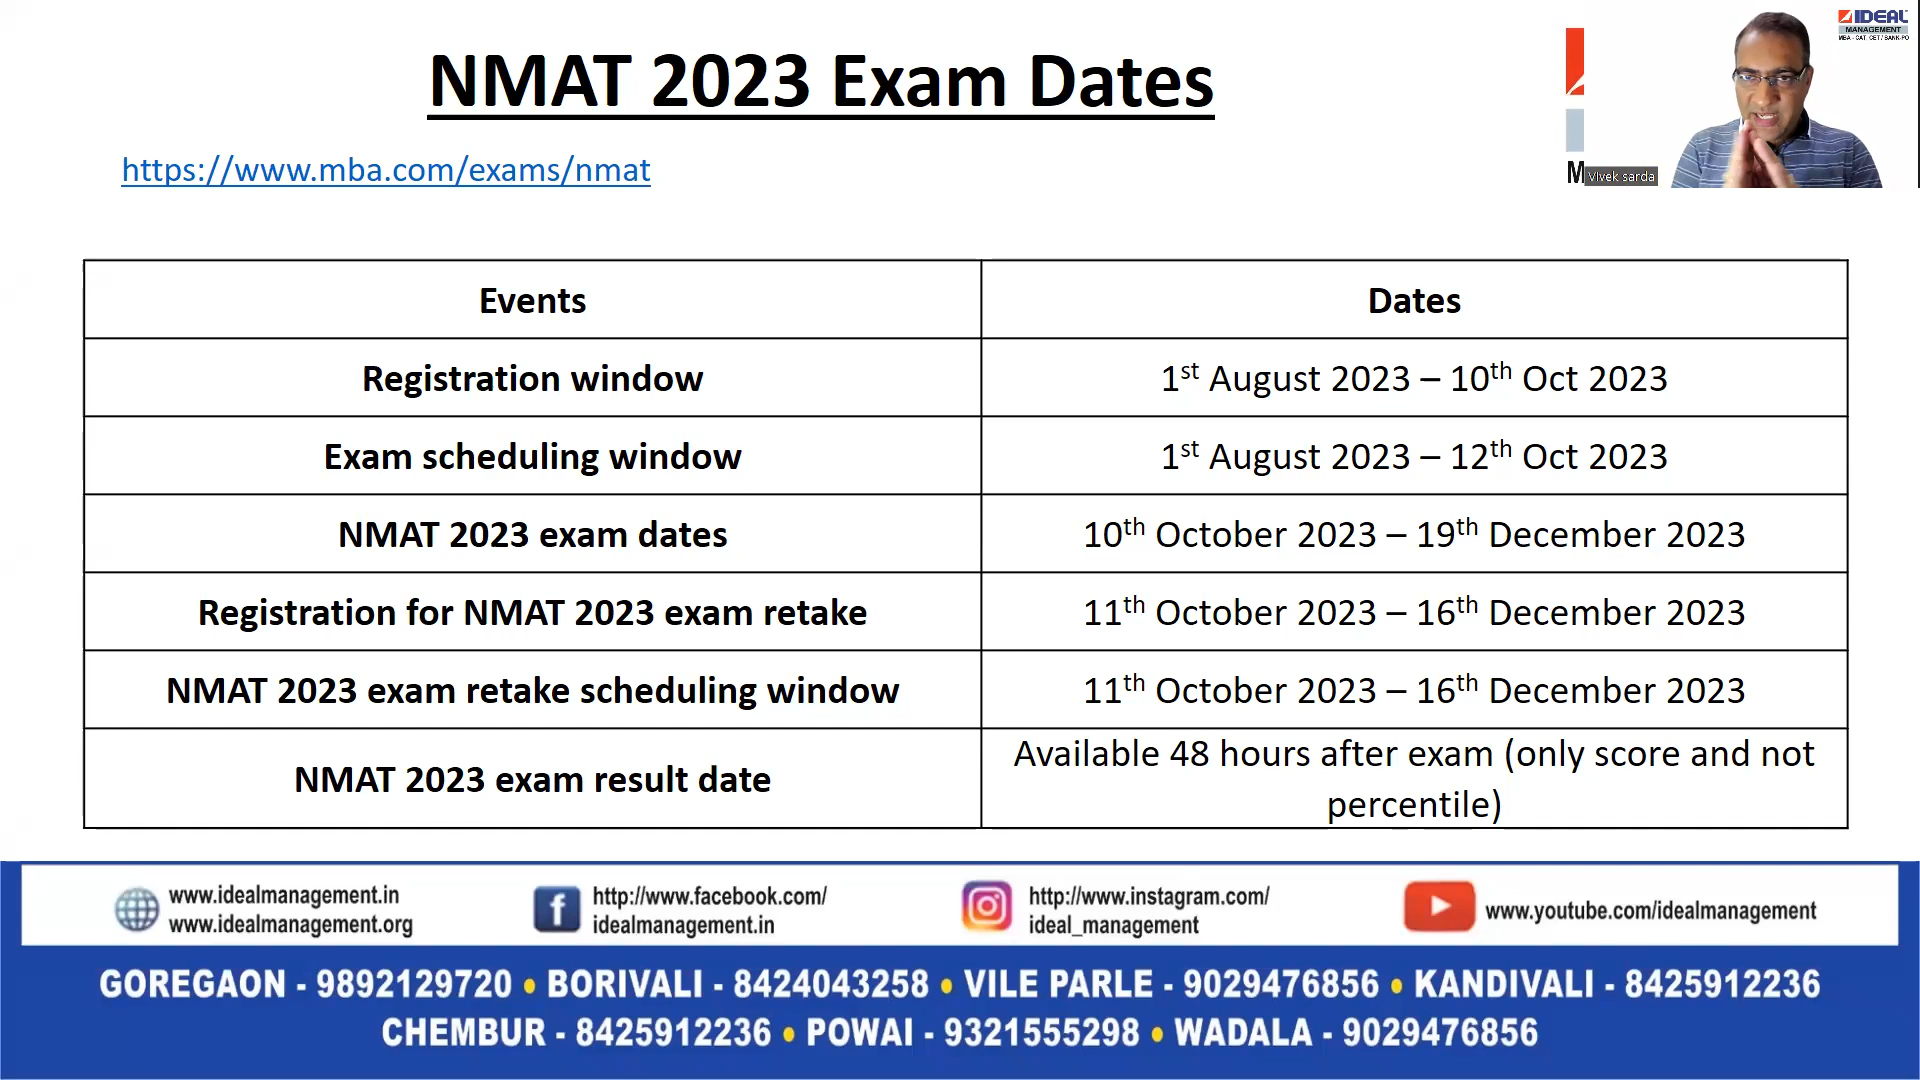 NMAT 2023 Exam Dates
IDEAL
MANAGEMENT
MBA - CAT, CET / BANK-PO
https://www.mba.com/exams/nmat
M
Vivek sarda
Events
Dates
Registration window
1st August 2023 – 10th Oct 2023
Exam scheduling window
1st August 2023 – 12th Oct 2023
NMAT 2023 exam dates
10th October 2023 – 19th December 2023
Registration for NMAT 2023 exam retake
11th October 2023 – 16th December 2023
NMAT 2023 exam retake scheduling window
11th October 2023 – 16th December 2023
NMAT 2023 exam result date
Available 48 hours after exam (only score and not
percentile)
www.idealmanagement.in
www.idealmanagement.org
http://www.facebook.com/
idealmanagement.in
http://www.instagram.com/
ideal_management
www.youtube.com/idealmanagement
GOREGAON - 9892129720 • BORIVALI - 8424043258 • VILE PARLE - 9029476856 • KANDIVALI - 8425912236
CHEMBUR - 8425912236 • POWAI - 9321555298 • WADALA - 9029476856